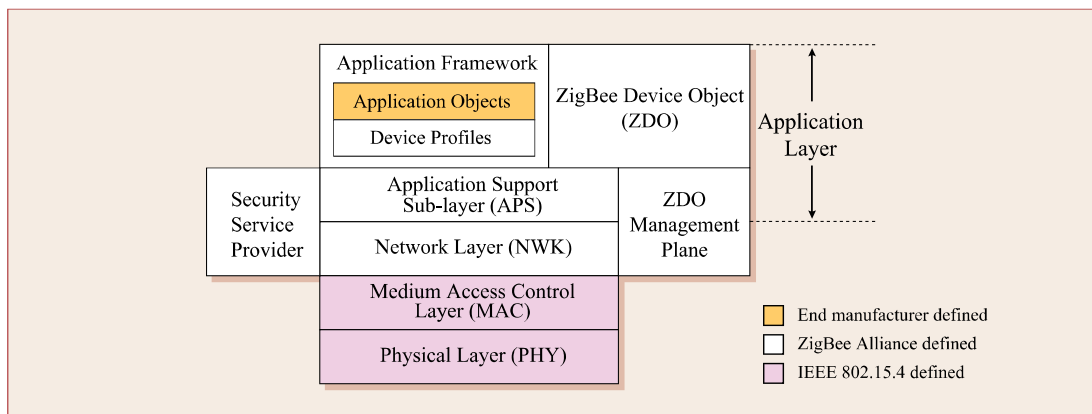 Application Framework
Application Objects
Device Profiles
ZigBee Device Object
(ZDO)
Application
Layer
Security
Service
Provider
Application Support
Sub-layer (APS)
Network Layer (NWK)
ZDO
Management
Plane
Medium Access Control
Layer (MAC)
Physical Layer (PHY)
End manufacturer defined
ZigBee Alliance defined
IEEE 802.15.4 defined